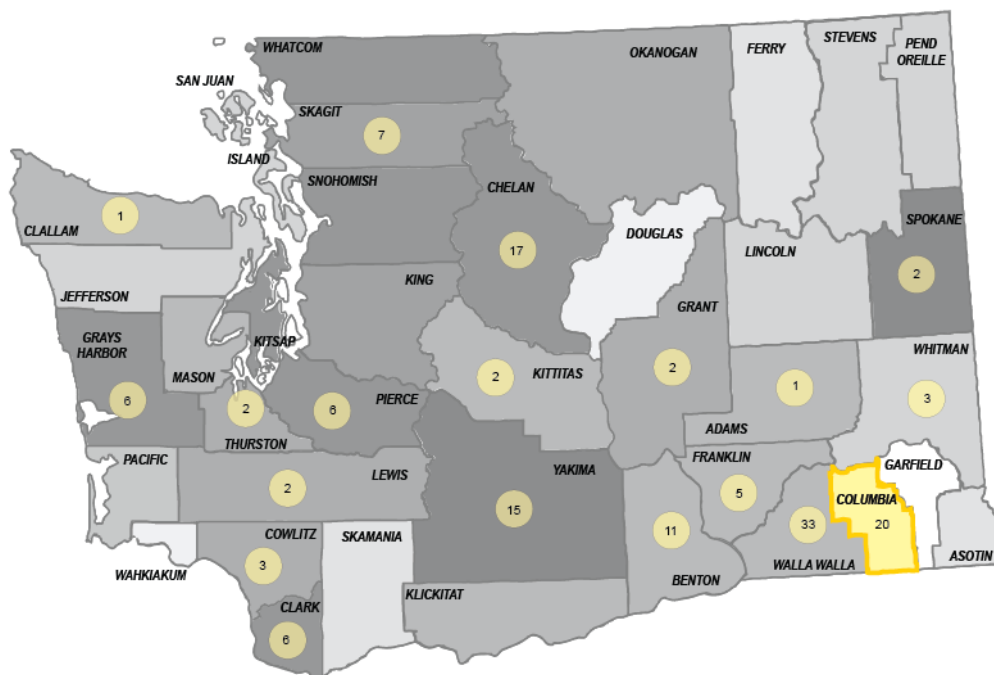 WHATCOM
OKANOGAN
FERRY
STEVENS
PEND
OREILLE
SAN JUAN
SKAGIT
7
ISLAND
SNOHOMISH
CHELAN
17
CLALLAM
1
DOUGLAS
SPOKANE
2
LINCOLN
JEFFERSON
KING
GRANT
2
GRAYS
HARBOR
6
KITSAP
MASON
2
THURSTON
PIERCE
6
2
KITTITAS
1
ADAMS
WHITMAN
3
PACIFIC
LEWIS
2
YAKIMA
15
FRANKLIN
5
GARFIELD
COLUMBIA
20
33
WALLA WALLA
11
BENTON
ASOTIN
COWLITZ
3
SKAMANIA
WAHKIAKUM
CLARK
6
KLICKITAT